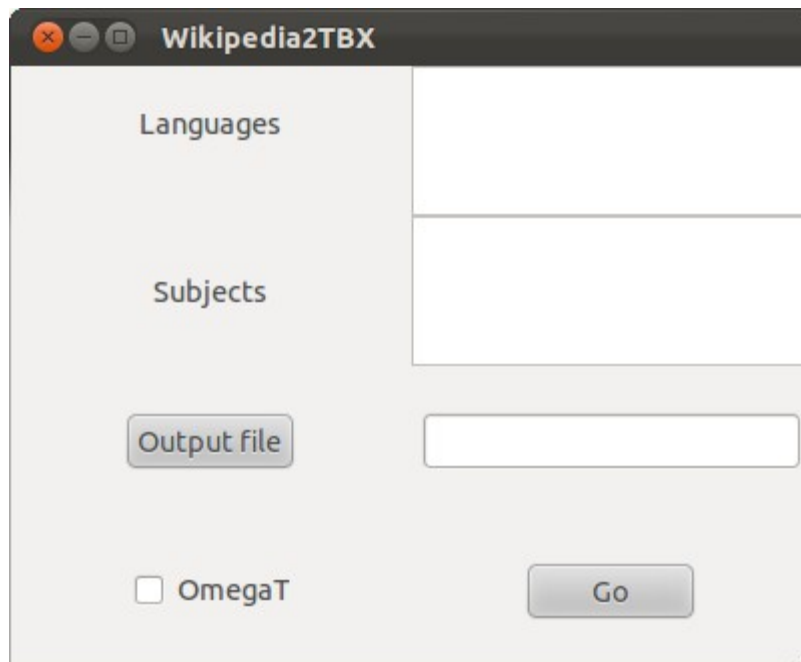 Wikipedia2TBX
Languages
Subjects
Output file
OmegaT Go